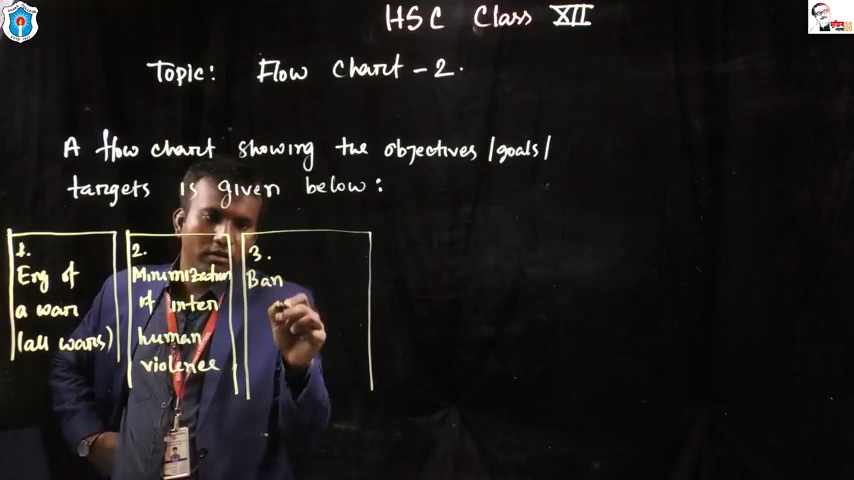 HSC Class XII
Topic: Flow chart - 2.
A flow chart showing the objectives /goals/
targets is given below:
1.
Eng of
a war
(all wars)
2.
Minimization
of inter
human
violence
3.
Ban